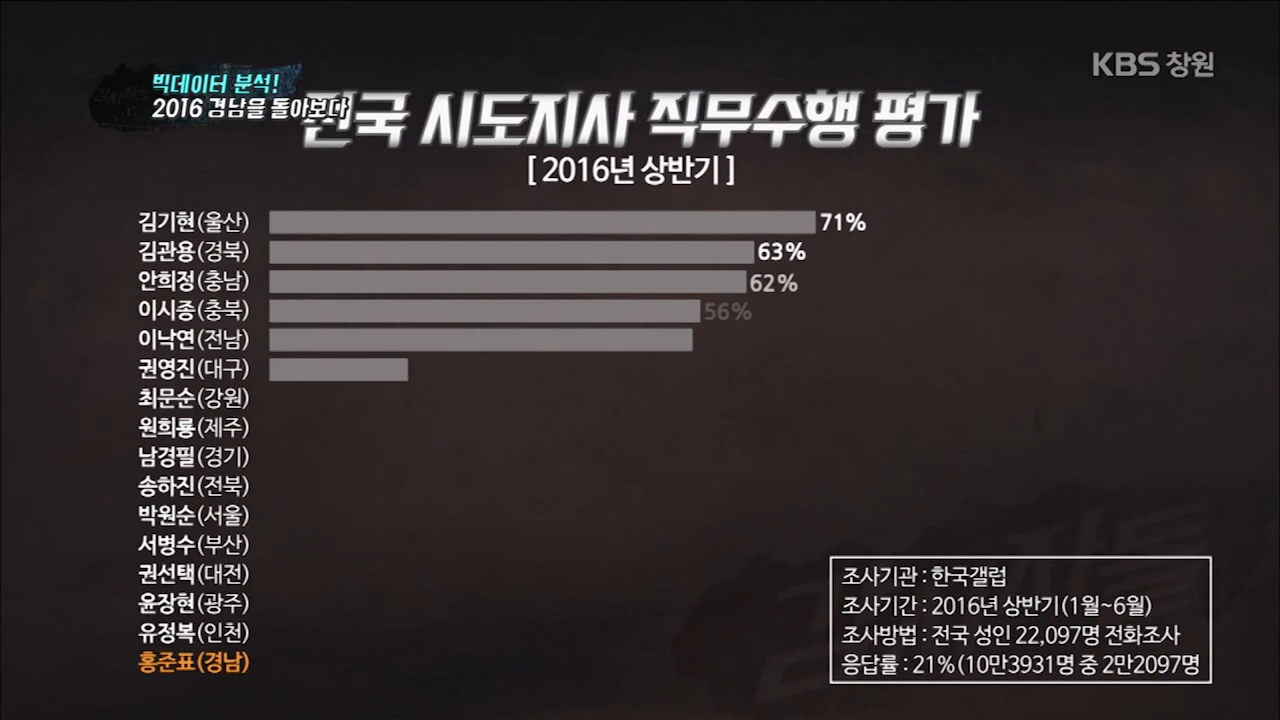 KBS 창원
빅데이터 분석!
2016 경남을 돌아보다
전국 시도지사 직무수행 평가
[ 2016년 상반기 ]
김기현(울산) 71%
김관용(경북) 63%
안희정(충남) 62%
이시종(충북) 56%
이낙연(전남)
권영진(대구)
최문순(강원)
원희룡(제주)
남경필(경기)
송하진(전북)
박원순(서울)
서병수(부산)
권선택(대전)
윤장현(광주)
유정복(인천)
홍준표(경남)
조사기관 : 한국갤럽
조사기간 : 2016년 상반기(1월~6월)
조사방법 : 전국 성인 22,097명 전화조사
응답률 : 21% (10만3931명 중 2만2097명